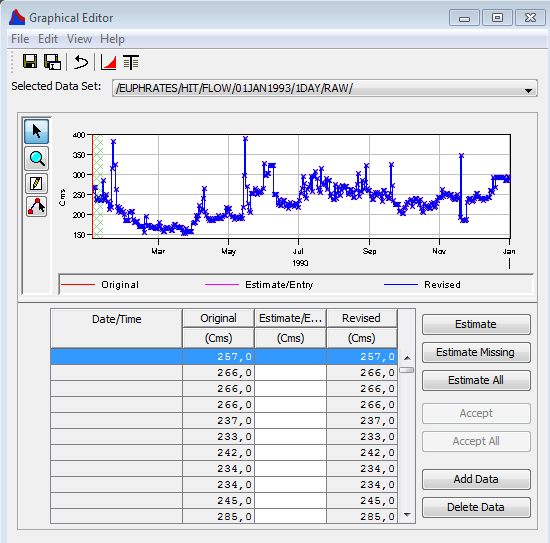 Graphical Editor
File Edit View Help
Selected Data Set: /EUPHRATES/HIT/FLOW/01JAN1993/1DAY/RAW/
400
350
300
250
200
150
Cms
Mar May Jul Sep Nov Jan
1993
Original Estimate/Entry Revised
Date/Time Original Estimate/E... Revised
(Cms) (Cms) (Cms)
257,0 257,0
266,0 266,0
266,0 266,0
266,0 266,0
237,0 237,0
233,0 233,0
242,0 242,0
234,0 234,0
234,0 234,0
245,0 245,0
285,0 285,0
Estimate
Estimate Missing
Estimate All
Accept
Accept All
Add Data
Delete Data